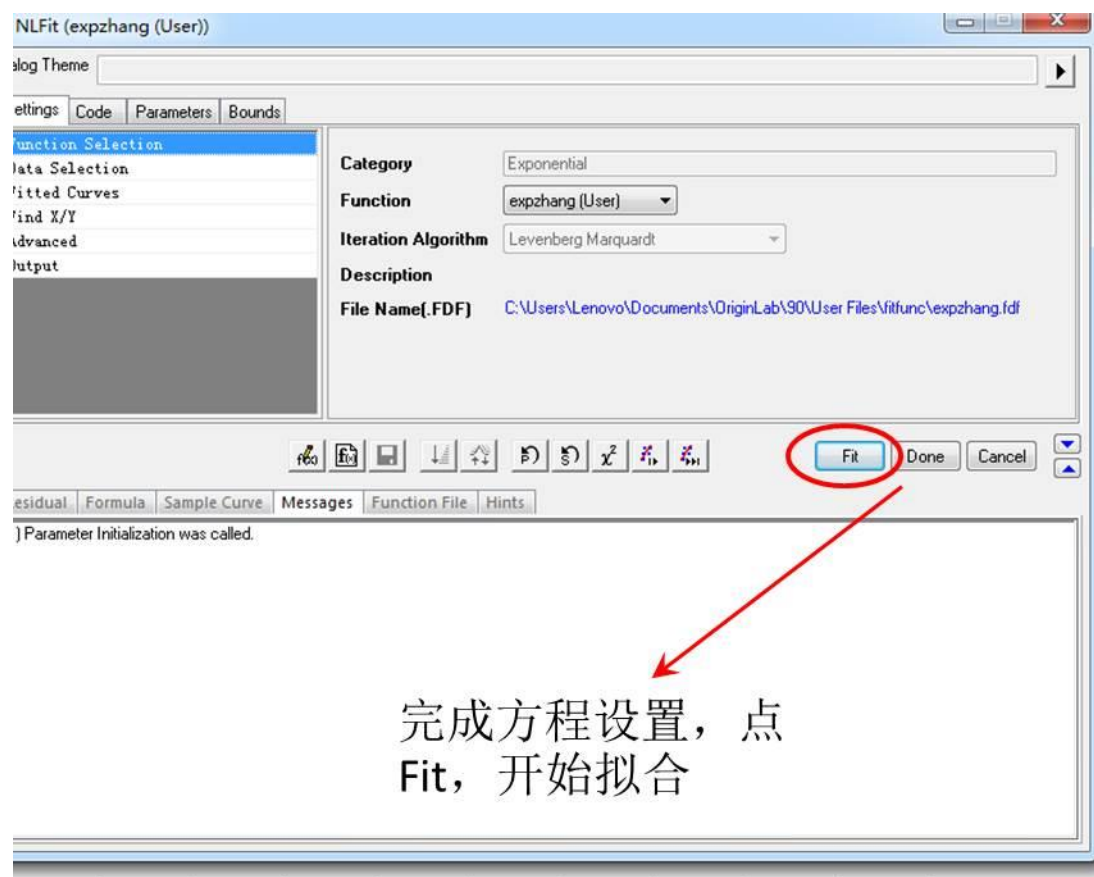 NLFit (expzhang (User))
alog Theme
ettings Code Parameters Bounds
unction Selection
ata Selection
itted Curves
ind X/Y
dvanced
utput
Category Exponential
Function expzhang (User)
Iteration Algorithm Levenberg Marquardt
Description
File Name(.FDF) C:\Users\Lenovo\Documents\OriginLab\90\User Files\fitfunc\expzhang.fdf
Fit Done Cancel
esidual Formula Sample Curve Messages Function File Hints
) Parameter Initialization was called.
完成方程设置，点
Fit，开始拟合